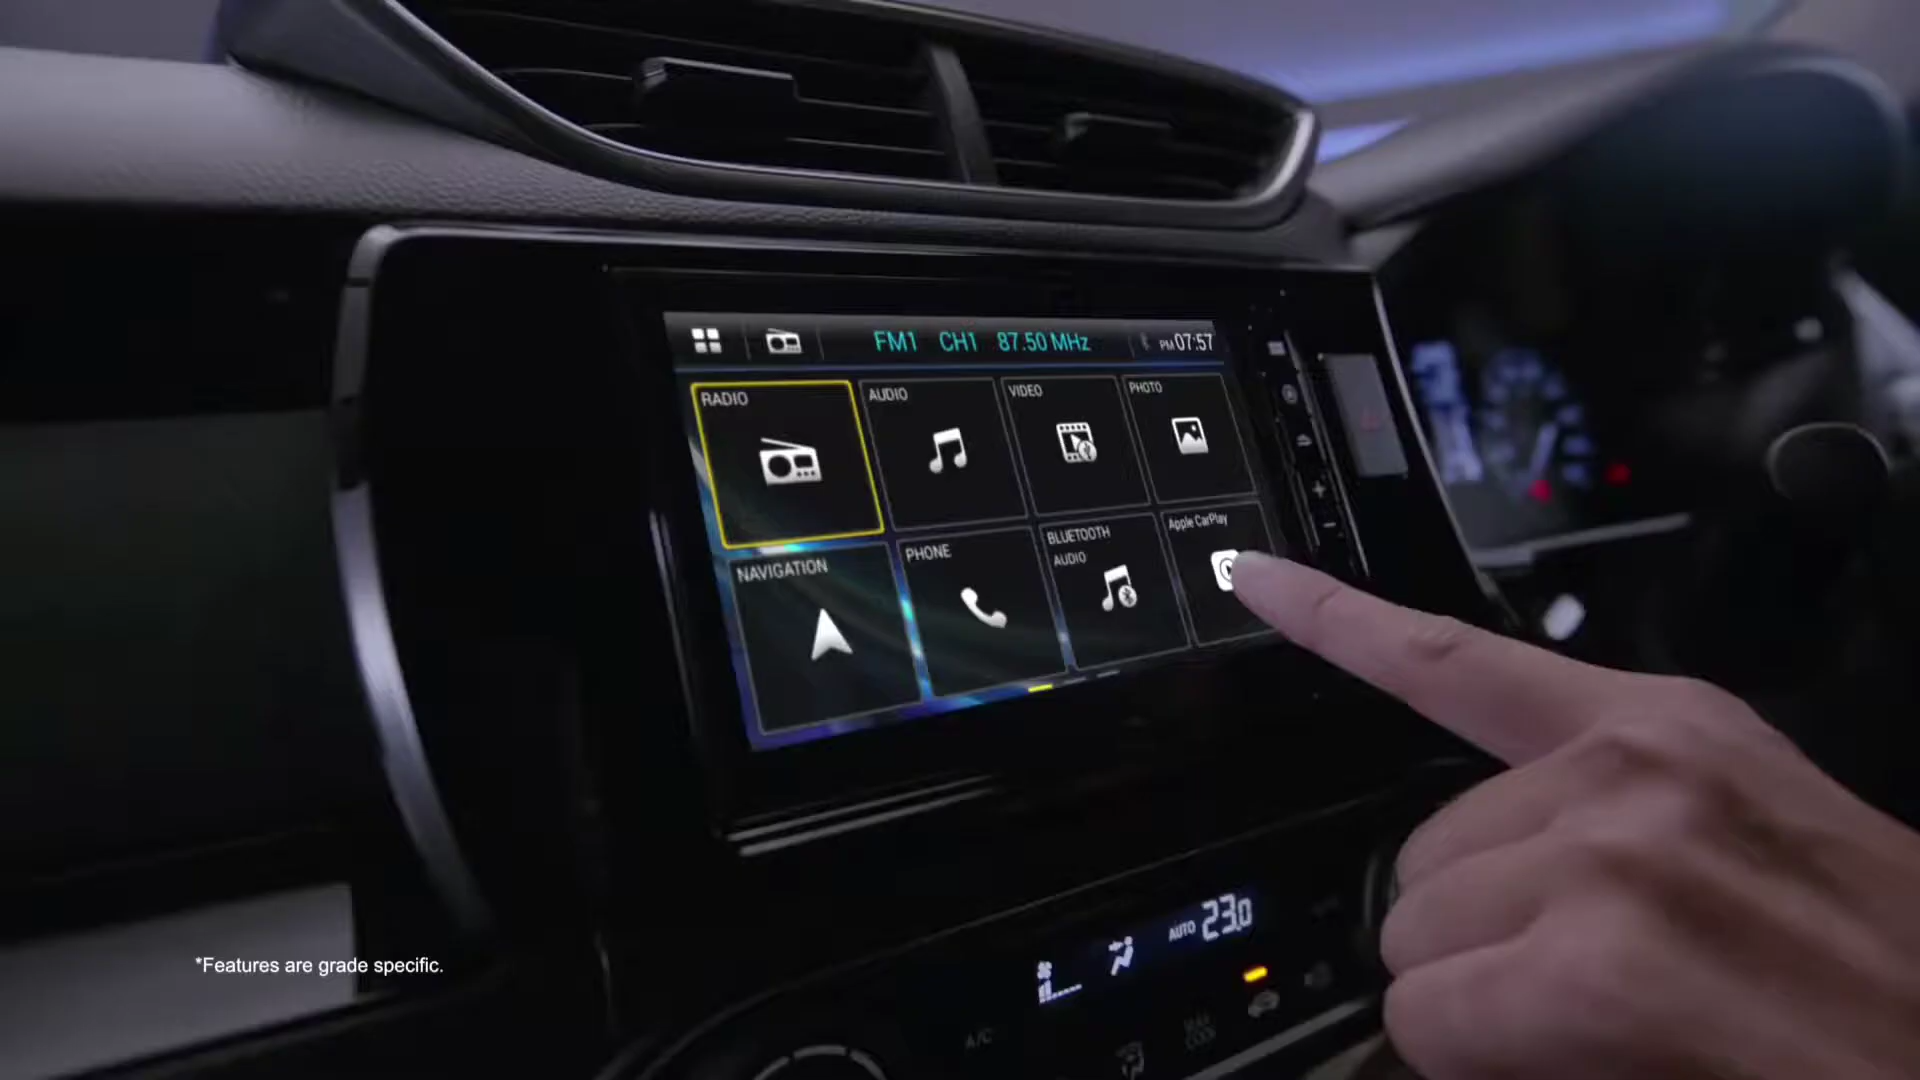 FM1 CH1 87.50 MHz
PM 07:57
RADIO
AUDIO
VIDEO
PHOTO
NAVIGATION
PHONE
BLUETOOTH
AUDIO
Apple CarPlay
AUTO 23.0
A/C
*Features are grade specific.